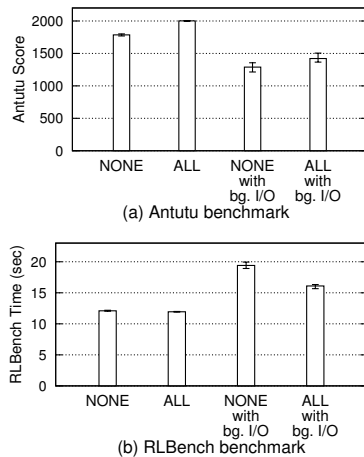 Antutu Score
2000
1500
1000
500
0
NONE ALL NONE with bg. I/O ALL with bg. I/O
(a) Antutu benchmark
RLBench Time (sec)
20
15
10
5
0
NONE ALL NONE with bg. I/O ALL with bg. I/O
(b) RLBench benchmark